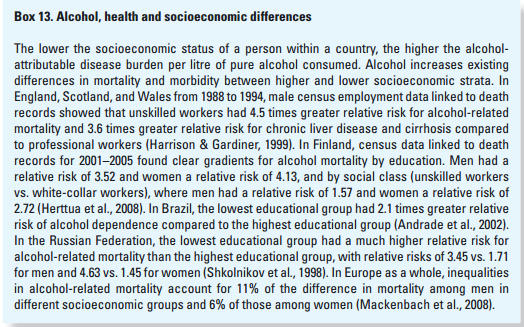 Box 13. Alcohol, health and socioeconomic differences
The lower the socioeconomic status of a person within a country, the higher the alcohol-
attributable disease burden per litre of pure alcohol consumed. Alcohol increases existing
differences in mortality and morbidity between higher and lower socioeconomic strata. In
England, Scotland, and Wales from 1988 to 1994, male census employment data linked to death
records showed that unskilled workers had 4.5 times greater relative risk for alcohol-related
mortality and 3.6 times greater relative risk for chronic liver disease and cirrhosis compared
to professional workers (Harrison & Gardiner, 1999). In Finland, census data linked to death
records for 2001–2005 found clear gradients for alcohol mortality by education. Men had a
relative risk of 3.52 and women a relative risk of 4.13, and by social class (unskilled workers
vs. white-collar workers), where men had a relative risk of 1.57 and women a relative risk of
2.72 (Herttua et al., 2008). In Brazil, the lowest educational group had 2.1 times greater relative
risk of alcohol dependence compared to the highest educational group (Andrade et al., 2002).
In the Russian Federation, the lowest educational group had a much higher relative risk for
alcohol-related mortality than the highest educational group, with relative risks of 3.45 vs. 1.71
for men and 4.63 vs. 1.45 for women (Shkolnikov et al., 1998). In Europe as a whole, inequalities
in alcohol-related mortality account for 11% of the difference in mortality among men in
different socioeconomic groups and 6% of those among women (Mackenbach et al., 2008).